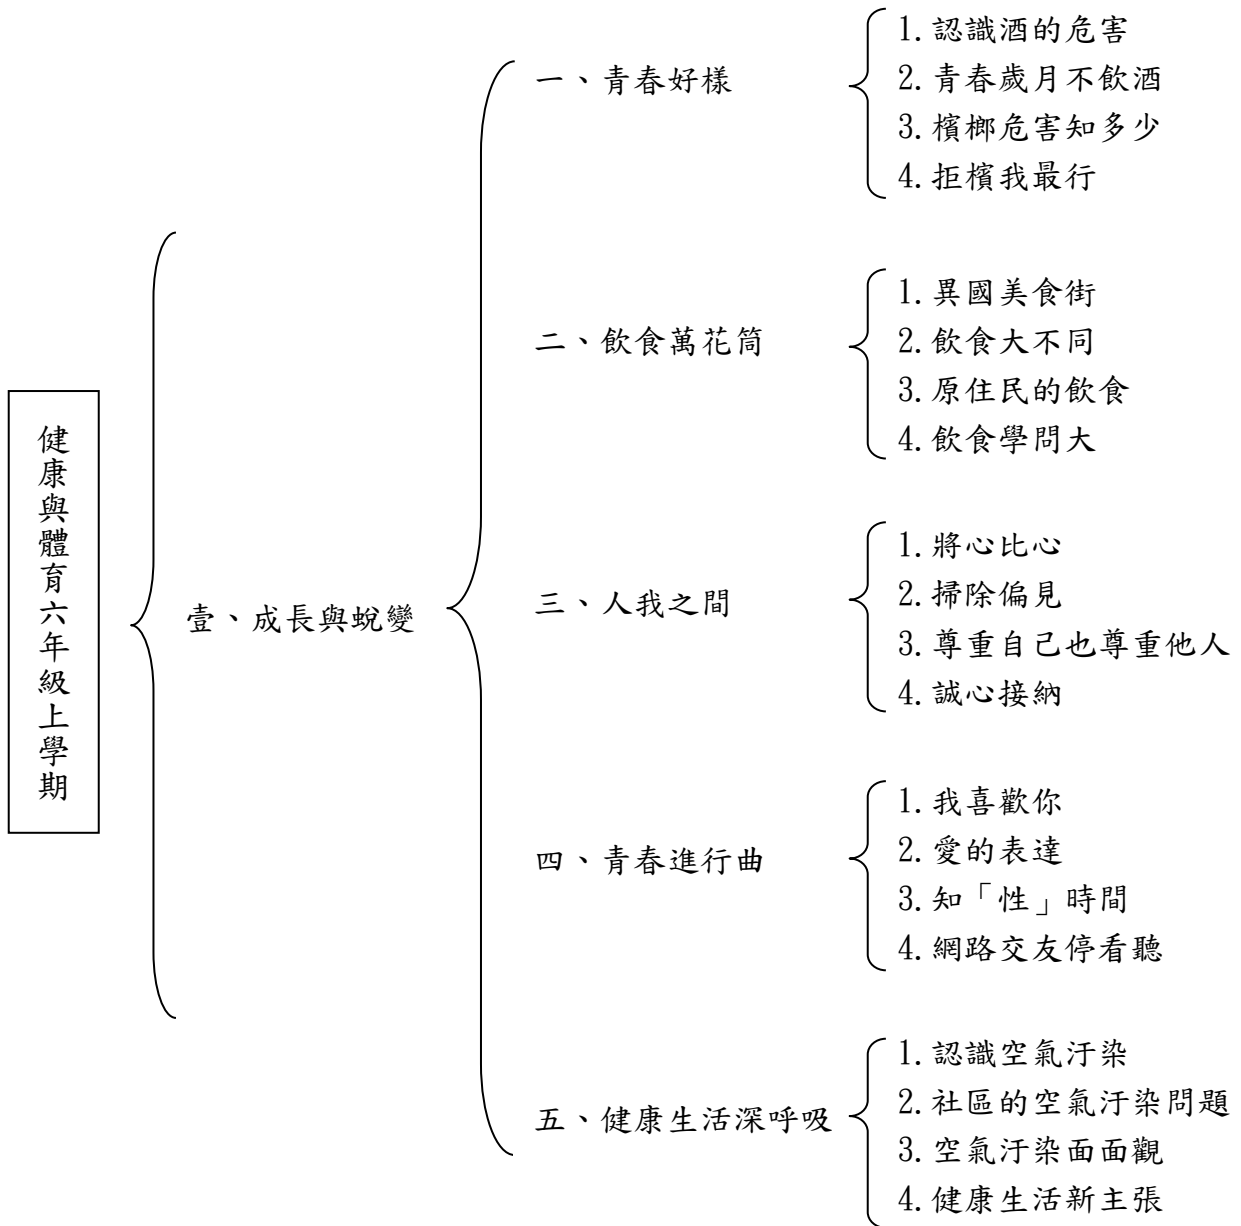 健康與體育六年級上學期
壹、成長與蛻變
一、青春好樣
1.認識酒的危害
2.青春歲月不飲酒
3.檳榔危害知多少
4.拒檳我最行
二、飲食萬花筒
1.異國美食街
2.飲食大不同
3.原住民的飲食
4.飲食學問大
三、人我之間
1.將心比心
2.掃除偏見
3.尊重自己也尊重他人
4.誠心接納
四、青春進行曲
1.我喜歡你
2.愛的表達
3.知「性」時間
4.網路交友停看聽
五、健康生活深呼吸
1.認識空氣汙染
2.社區的空氣汙染問題
3.空氣汙染面面觀
4.健康生活新主張